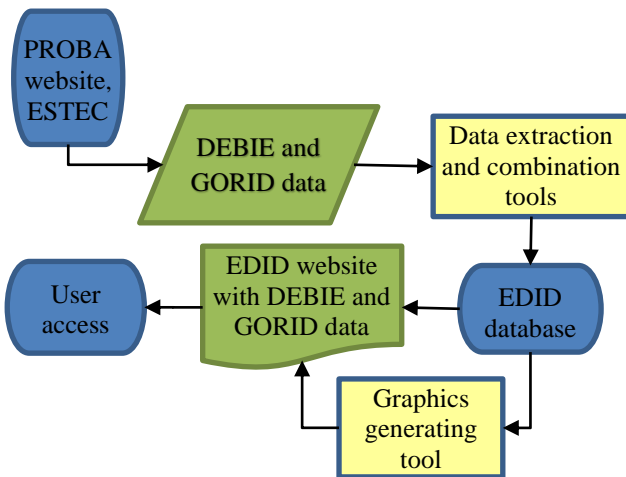 PROBA
website,
ESTEC
DEBIE and
GORID data
Data extraction
and combination
tools
EDID website
with DEBIE and
GORID data
User
access
EDID
database
Graphics
generating
tool